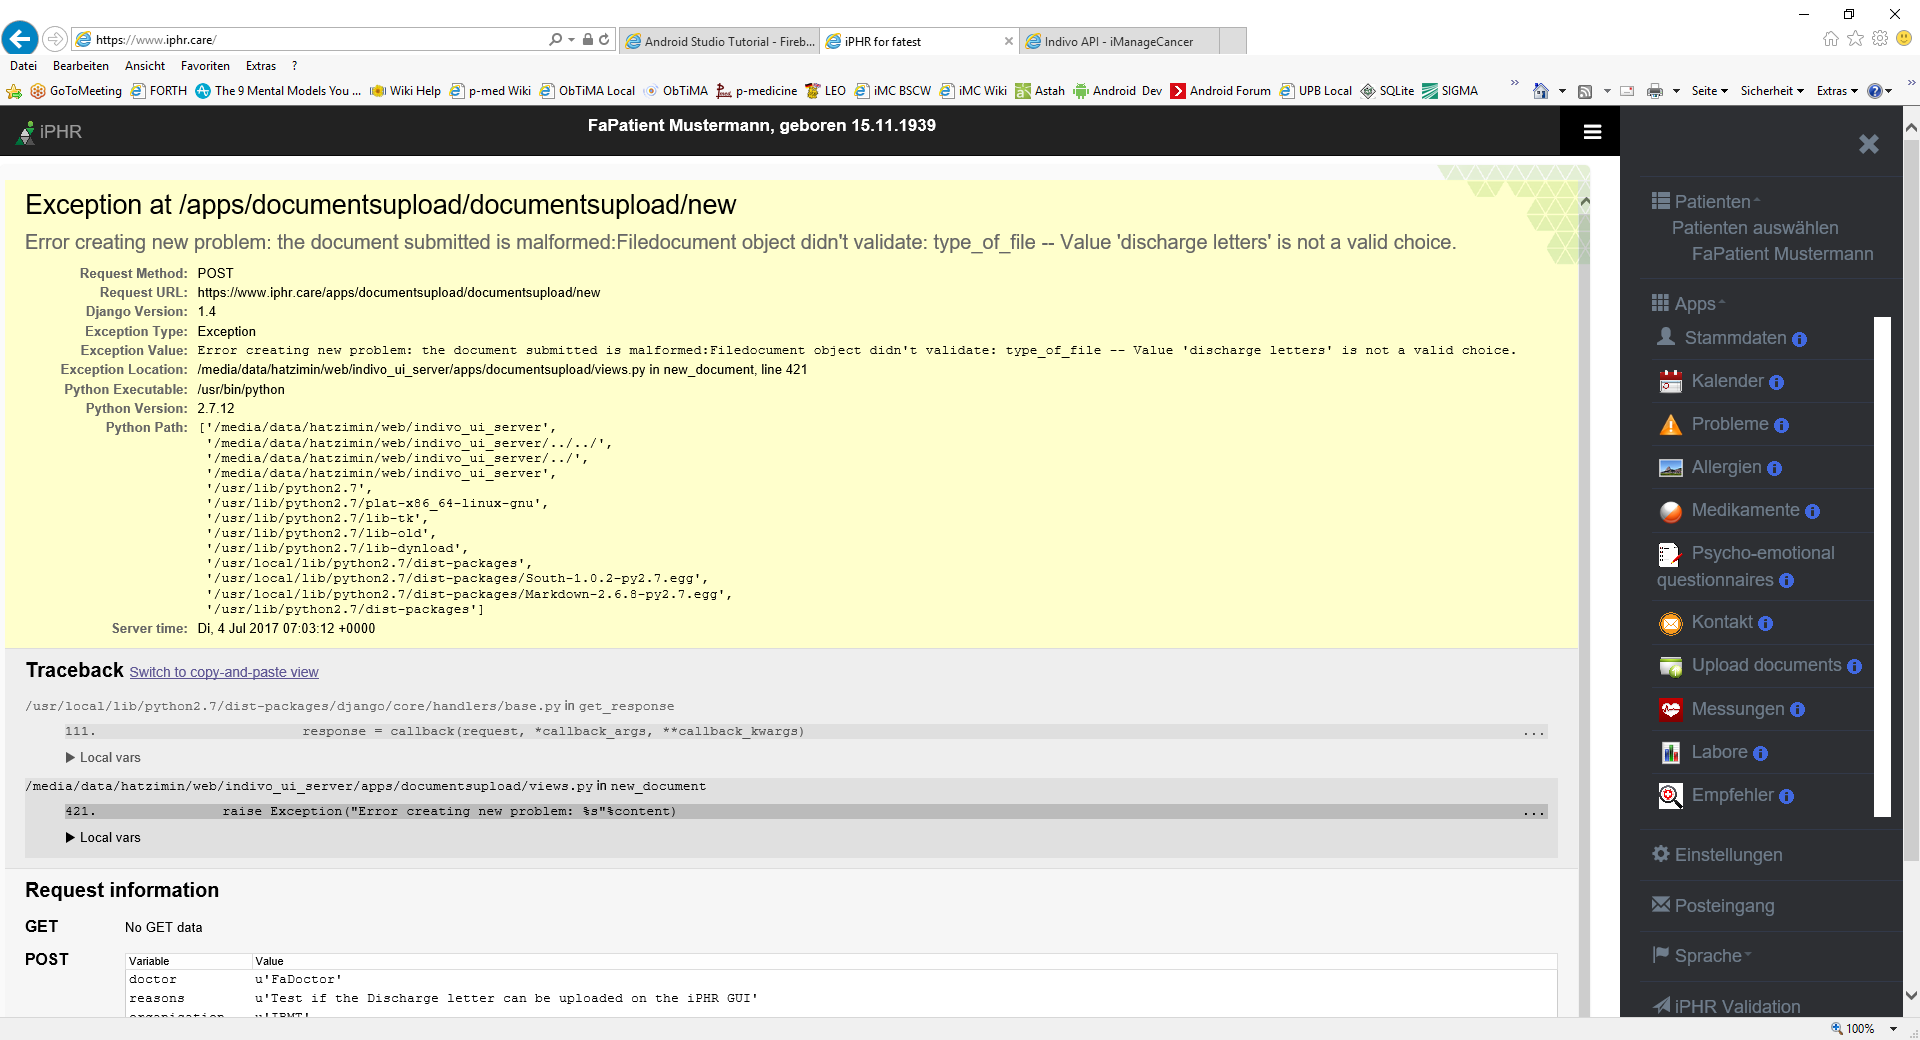 https://www.iphr.care/
Android Studio Tutorial - Fireb...
iPHR for fatest
Indivo API - iManageCancer
Datei Bearbeiten Ansicht Favoriten Extras ?
GoToMeeting FORTH The 9 Mental Models You ... Wiki Help p-med Wiki ObTiMA Local ObTiMA p-medicine LEO iMC BSCW iMC Wiki Astah Android Dev Android Forum UPB Local SQLite SIGMA » Seite Sicherheit Extras »
iPHR
FaPatient Mustermann, geboren 15.11.1939
Exception at /apps/documentsupload/documentsupload/new
Error creating new problem: the document submitted is malformed:Filedocument object didn't validate: type_of_file -- Value 'discharge letters' is not a valid choice.
Request Method: POST
Request URL: https://www.iphr.care/apps/documentsupload/documentsupload/new
Django Version: 1.4
Exception Type: Exception
Exception Value: Error creating new problem: the document submitted is malformed:Filedocument object didn't validate: type_of_file -- Value 'discharge letters' is not a valid choice.
Exception Location: /media/data/hatzimin/web/indivo_ui_server/apps/documentsupload/views.py in new_document, line 421
Python Executable: /usr/bin/python
Python Version: 2.7.12
Python Path: ['/media/data/hatzimin/web/indivo_ui_server',
'/media/data/hatzimin/web/indivo_ui_server/../../',
'/media/data/hatzimin/web/indivo_ui_server/../',
'/media/data/hatzimin/web/indivo_ui_server',
'/usr/lib/python2.7',
'/usr/lib/python2.7/plat-x86_64-linux-gnu',
'/usr/lib/python2.7/lib-tk',
'/usr/lib/python2.7/lib-old',
'/usr/lib/python2.7/lib-dynload',
'/usr/local/lib/python2.7/dist-packages',
'/usr/local/lib/python2.7/dist-packages/South-1.0.2-py2.7.egg',
'/usr/local/lib/python2.7/dist-packages/Markdown-2.6.8-py2.7.egg',
'/usr/lib/python2.7/dist-packages']
Server time: Di, 4 Jul 2017 07:03:12 +0000
Traceback Switch to copy-and-paste view
/usr/local/lib/python2.7/dist-packages/django/core/handlers/base.py in get_response
111. response = callback(request, *callback_args, **callback_kwargs) ...
▶ Local vars
/media/data/hatzimin/web/indivo_ui_server/apps/documentsupload/views.py in new_document
421. raise Exception("Error creating new problem: %s"%content) ...
▶ Local vars
Request information
GET No GET data
POST
Variable Value
doctor u'FaDoctor'
reasons u'Test if the Discharge letter can be uploaded on the iPHR GUI'
organisation u'IBMT'
Patienten
Patienten auswählen
FaPatient Mustermann
Apps
Stammdaten
Kalender
Probleme
Allergien
Medikamente
Psycho-emotional
questionnaires
Kontakt
Upload documents
Messungen
Labore
Empfehler
Einstellungen
Posteingang
Sprache
iPHR Validation
100%